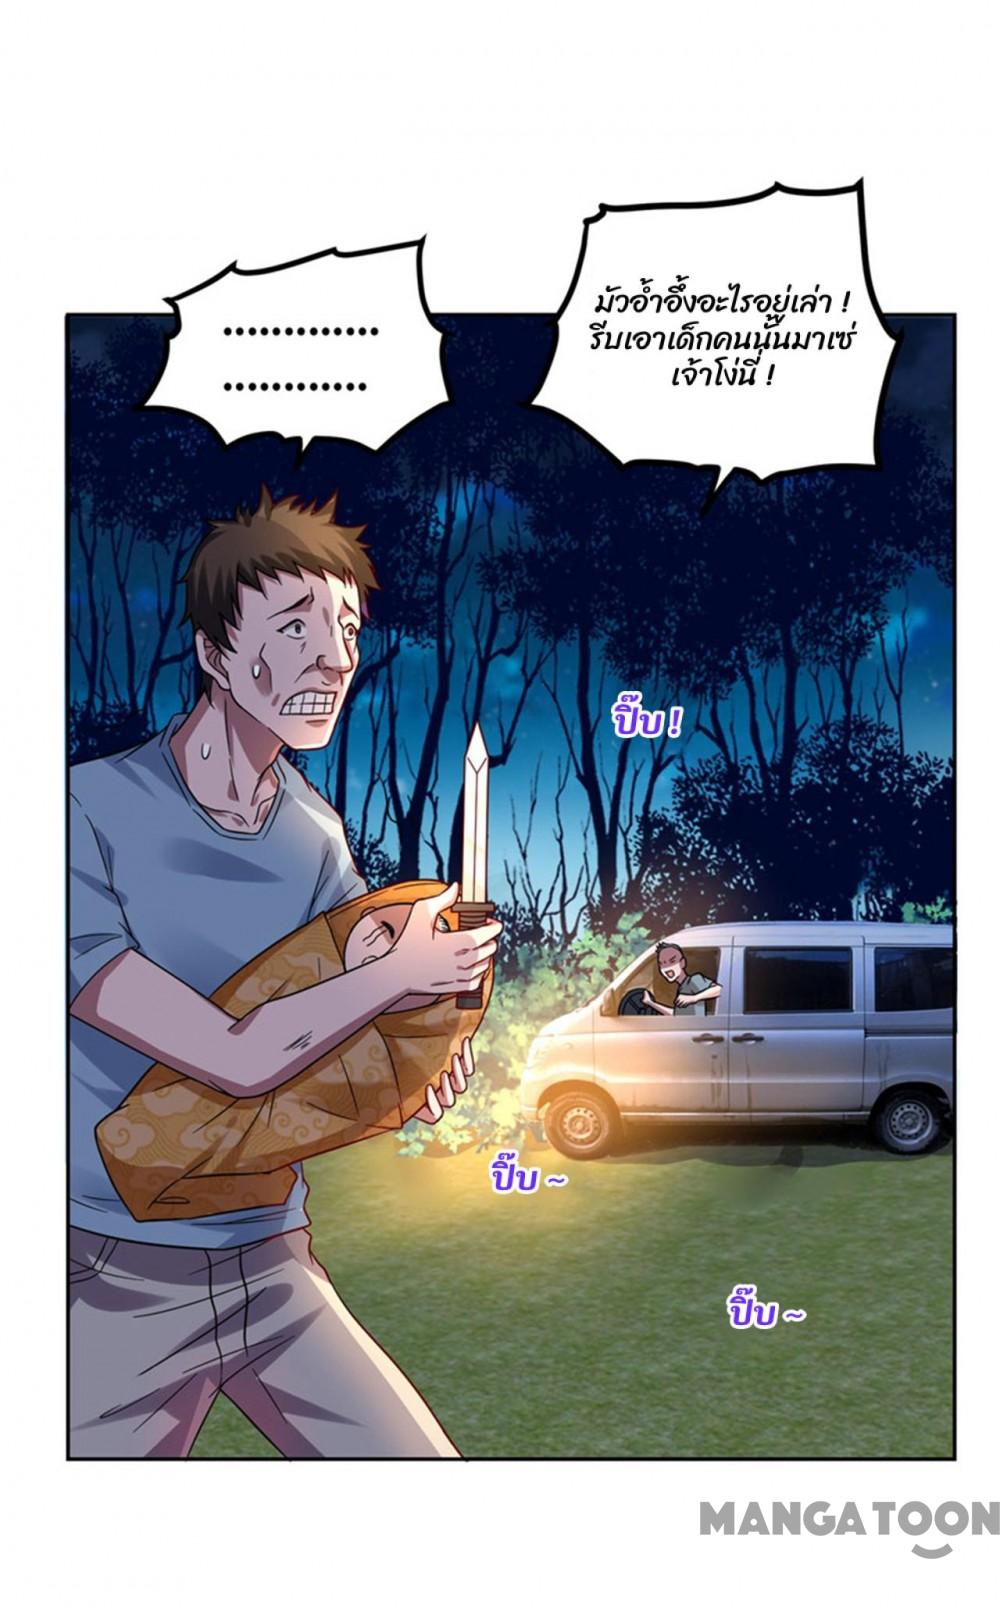 ...............
..............
มัวอ้ำอึ้งอะไรอยู่เล่า !
รีบเอาเด็กคนนั้นมาเซ่
เจ้าโง่นี่ !
ปี๊บ !
ปี๊บ ~
ปี๊บ ~
MANGATOON